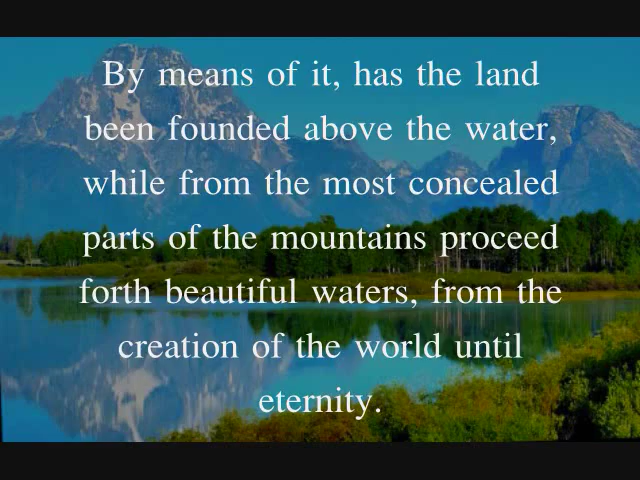 By means of it, has the land
been founded above the water,
while from the most concealed
parts of the mountains proceed
forth beautiful waters, from the
creation of the world until
eternity.